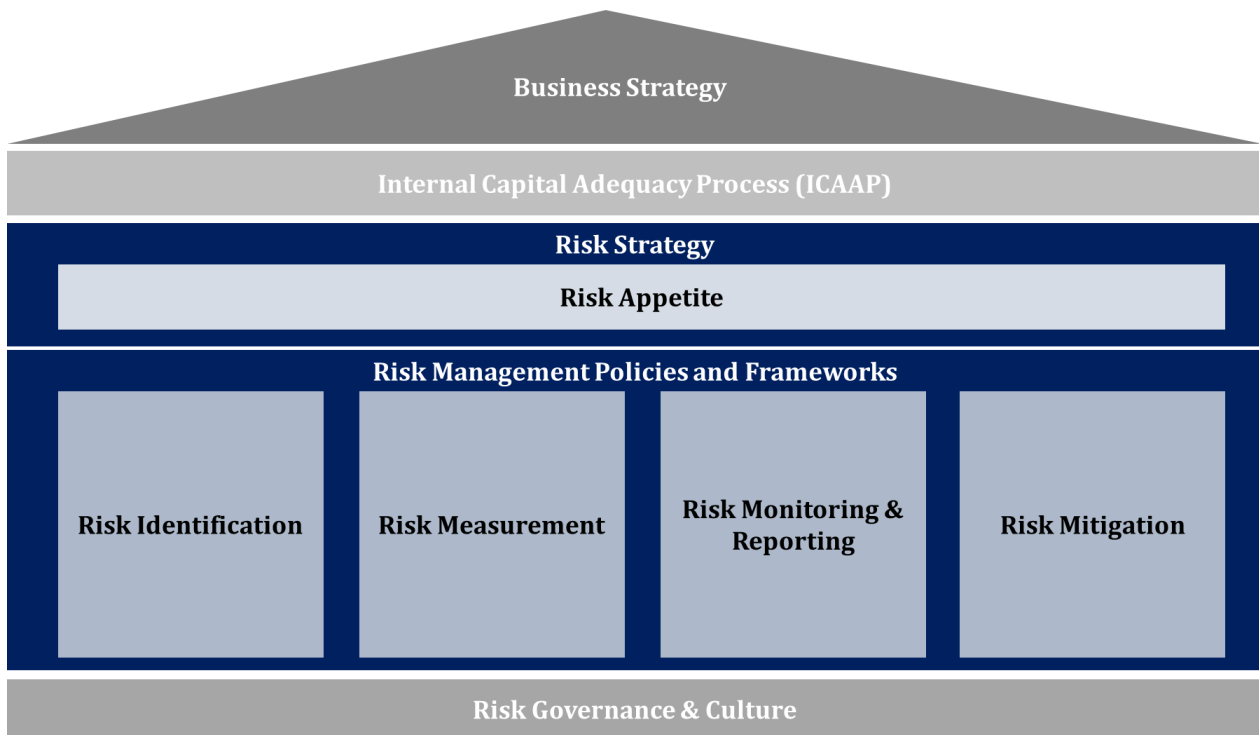 Business Strategy
Internal Capital Adequacy Process (ICAAP)
Risk Strategy
Risk Appetite
Risk Management Policies and Frameworks
Risk Identification
Risk Measurement
Risk Monitoring &
Reporting
Risk Mitigation
Risk Governance & Culture